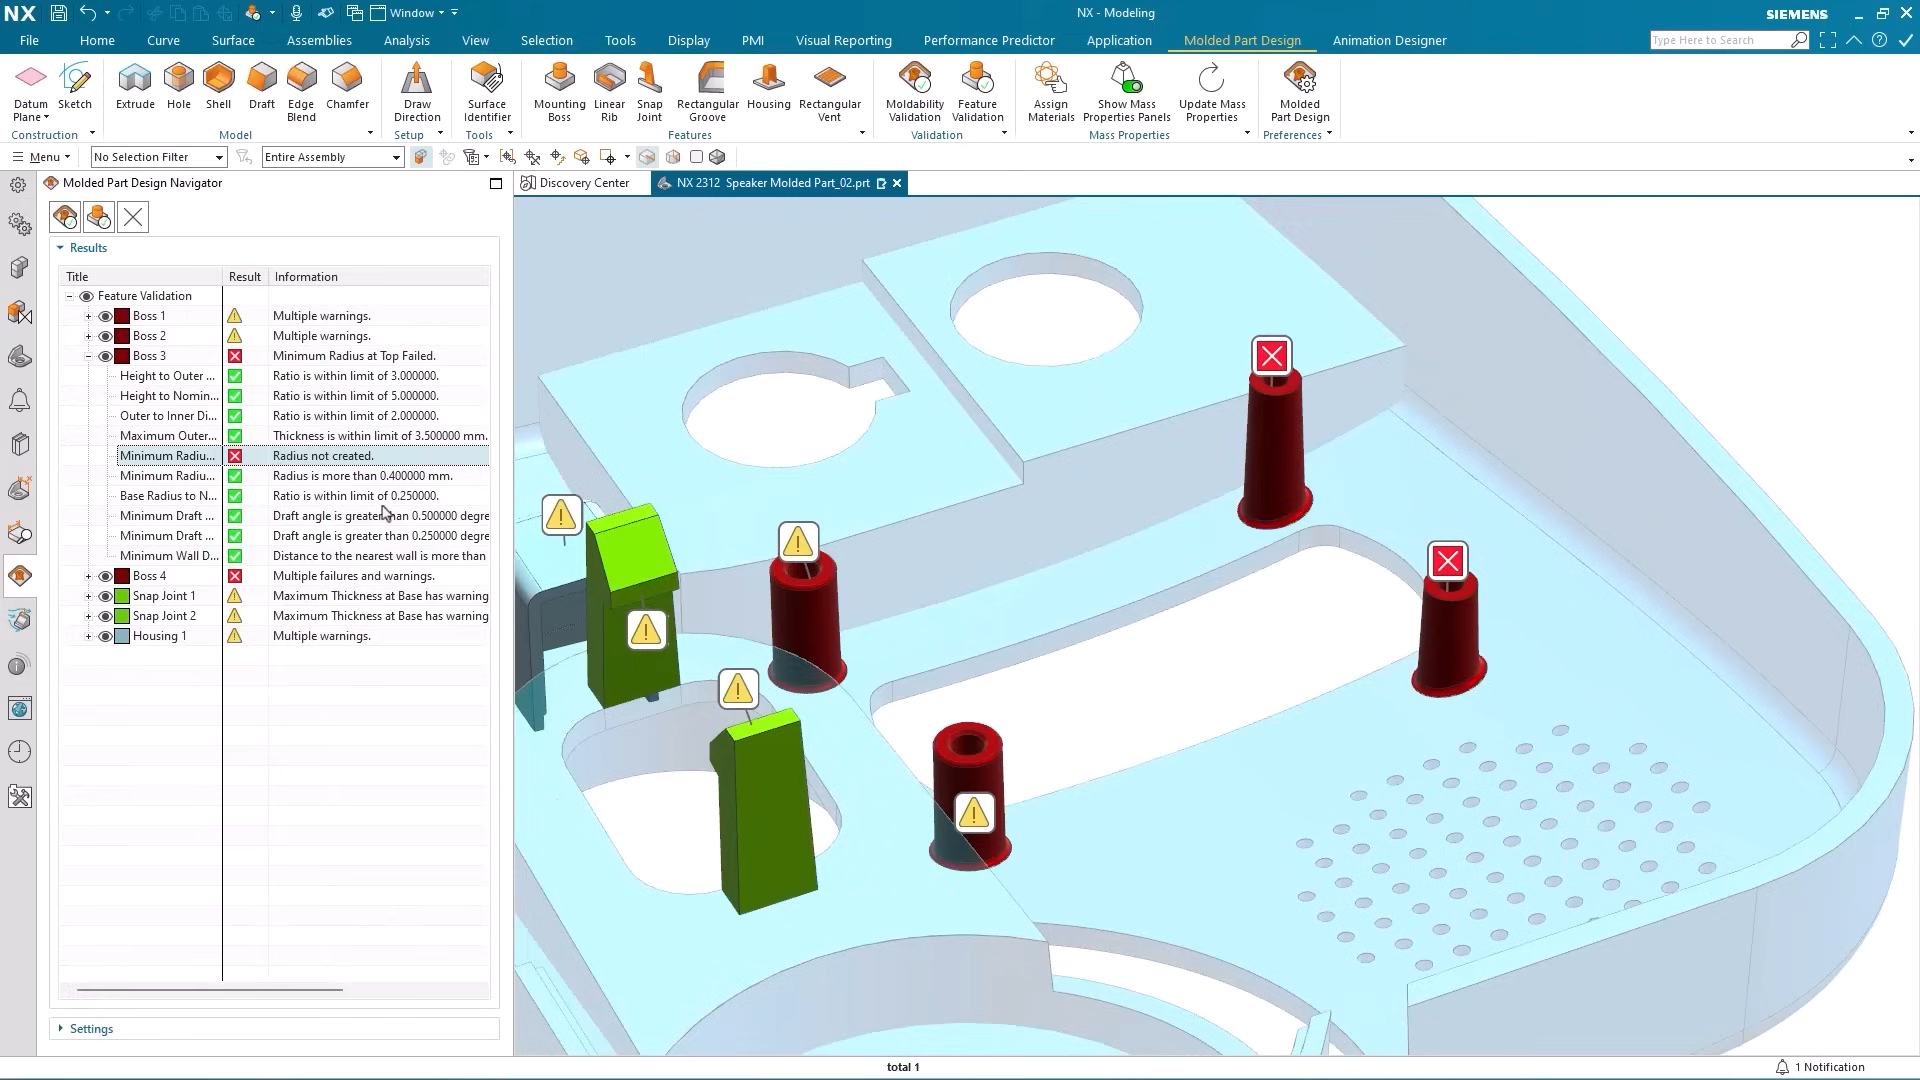 NX
Window
NX - Modeling
SIEMENS
File
Home
Curve
Surface
Assemblies
Analysis
View
Selection
Tools
Display
PMI
Visual Reporting
Performance Predictor
Application
Molded Part Design
Animation Designer
Type Here to Search
Datum
Plane
Sketch
Extrude
Hole
Shell
Draft
Edge
Blend
Chamfer
Draw
Direction
Surface
Identifier
Mounting
Boss
Linear
Rib
Snap
Joint
Rectangular
Groove
Housing
Rectangular
Vent
Moldability
Validation
Feature
Validation
Assign
Materials
Show Mass
Properties Panels
Update Mass
Properties
Molded
Part Design
Construction
Model
Setup
Tools
Features
Validation
Mass Properties
Preferences
Menu
No Selection Filter
Entire Assembly
Molded Part Design Navigator
Discovery Center
NX 2312 Speaker Molded Part_02.prt
Results
Title Result Information
Feature Validation
Boss 1 Multiple warnings.
Boss 2 Multiple warnings.
Boss 3 Minimum Radius at Top Failed.
Height to Outer ... Ratio is within limit of 3.000000.
Height to Nomin... Ratio is within limit of 5.000000.
Outer to Inner Di... Ratio is within limit of 2.000000.
Maximum Outer... Thickness is within limit of 3.500000 mm.
Minimum Radiu... Radius not created.
Minimum Radiu... Radius is more than 0.400000 mm.
Base Radius to N... Ratio is within limit of 0.250000.
Minimum Draft ... Draft angle is greater than 0.500000 degre
Minimum Draft ... Draft angle is greater than 0.250000 degre
Minimum Wall D... Distance to the nearest wall is more than
Boss 4 Multiple failures and warnings.
Snap Joint 1 Maximum Thickness at Base has warning
Snap Joint 2 Maximum Thickness at Base has warning
Housing 1 Multiple warnings.
Settings
total 1
1 Notification